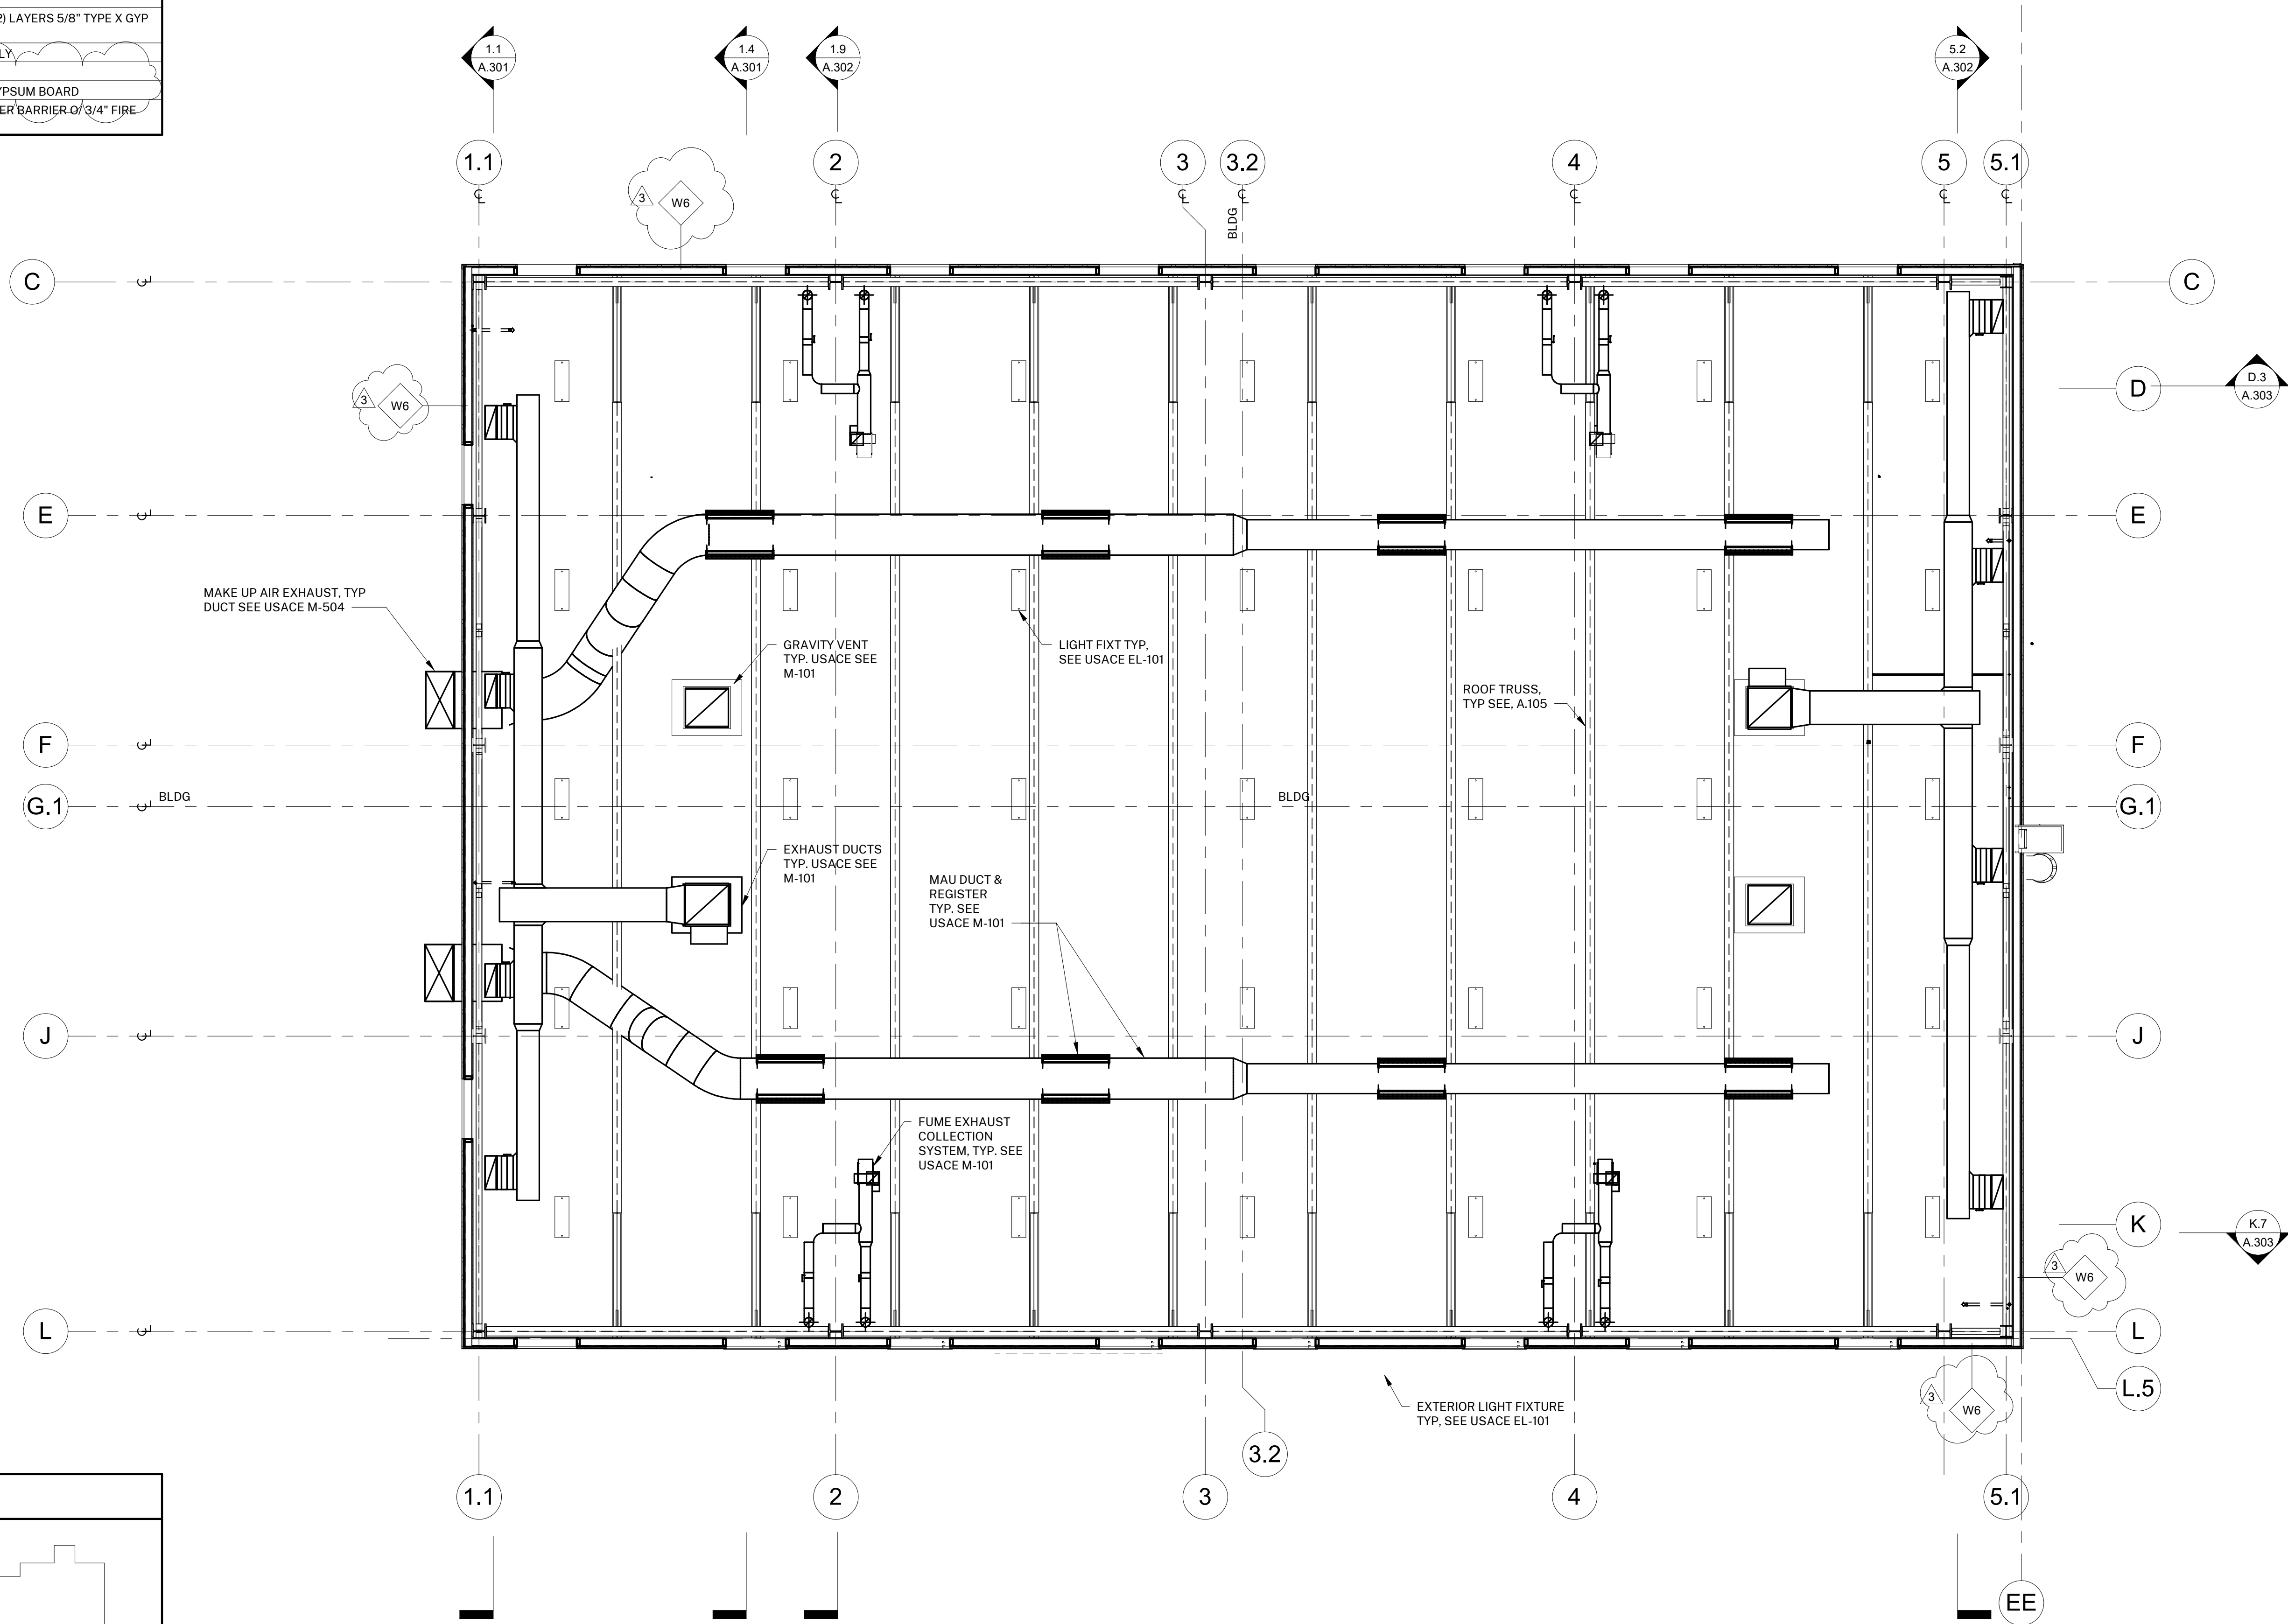 2) LAYERS 5/8" TYPE X GYP
LY
YPSUM BOARD
ER BARRIER O/ 3/4" FIRE
1.1
A.301
1.4
A.301
1.9
A.302
5.2
A.302
1.1
2
3
3.2
4
5
5.1
BLDG
3
W6
C
C
3
W6
D
D.3
A.303
E
E
MAKE UP AIR EXHAUST, TYP
DUCT SEE USACE M-504
GRAVITY VENT
TYP. USACE SEE
M-101
LIGHT FIXT TYP,
SEE USACE EL-101
ROOF TRUSS,
TYP SEE, A.105
F
F
G.1
BLDG
BLDG
G.1
EXHAUST DUCTS
TYP. USACE SEE
M-101
MAU DUCT &
REGISTER
TYP. SEE
USACE M-101
J
J
FUME EXHAUST
COLLECTION
SYSTEM, TYP. SEE
USACE M-101
K
K.7
A.303
3
W6
L
L
L.5
3
W6
EXTERIOR LIGHT FIXTURE
TYP, SEE USACE EL-101
3.2
1.1
2
3
4
5.1
EE